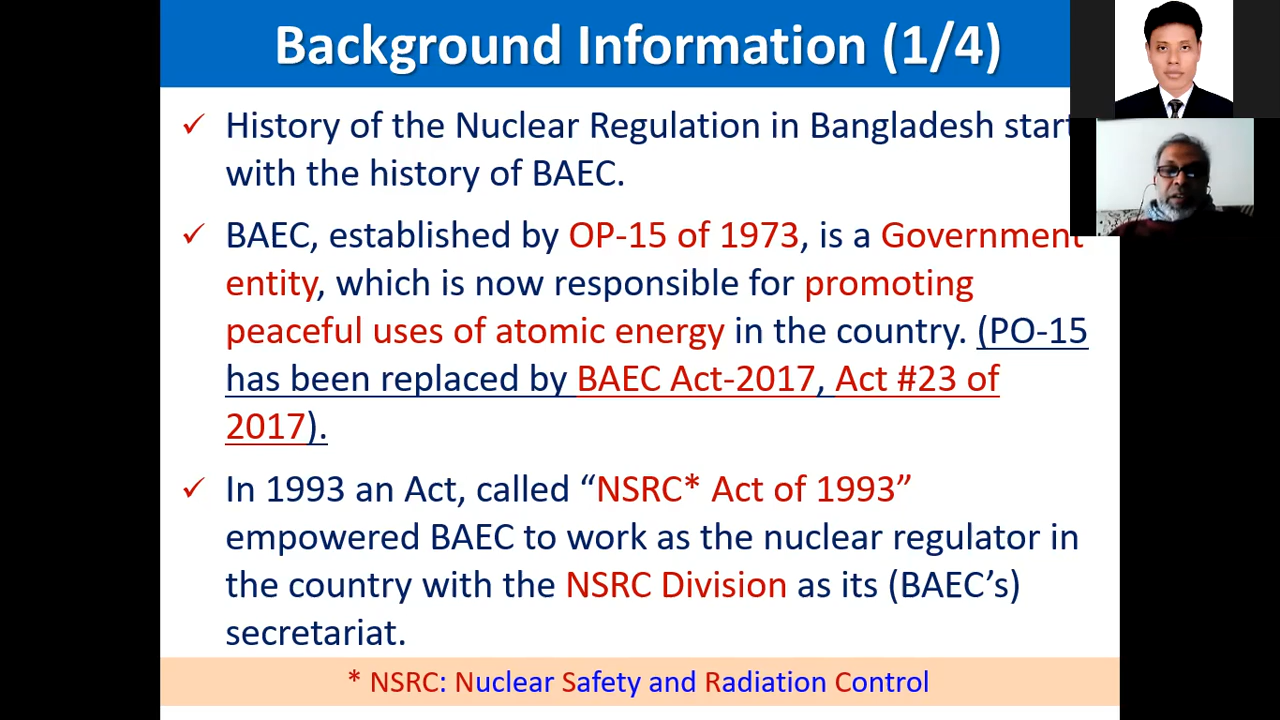 Background Information (1/4)
✓ History of the Nuclear Regulation in Bangladesh start
with the history of BAEC.
✓ BAEC, established by OP-15 of 1973, is a Government
entity, which is now responsible for promoting
peaceful uses of atomic energy in the country. (PO-15
has been replaced by BAEC Act-2017, Act #23 of
2017).
✓ In 1993 an Act, called “NSRC* Act of 1993”
empowered BAEC to work as the nuclear regulator in
the country with the NSRC Division as its (BAEC’s)
secretariat.
* NSRC: Nuclear Safety and Radiation Control